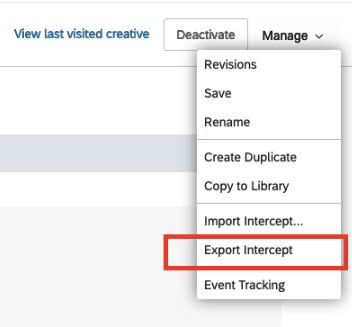 View last visited creative Deactivate Manage
Revisions
Save
Rename
Create Duplicate
Copy to Library
Import Intercept...
Export Intercept
Event Tracking